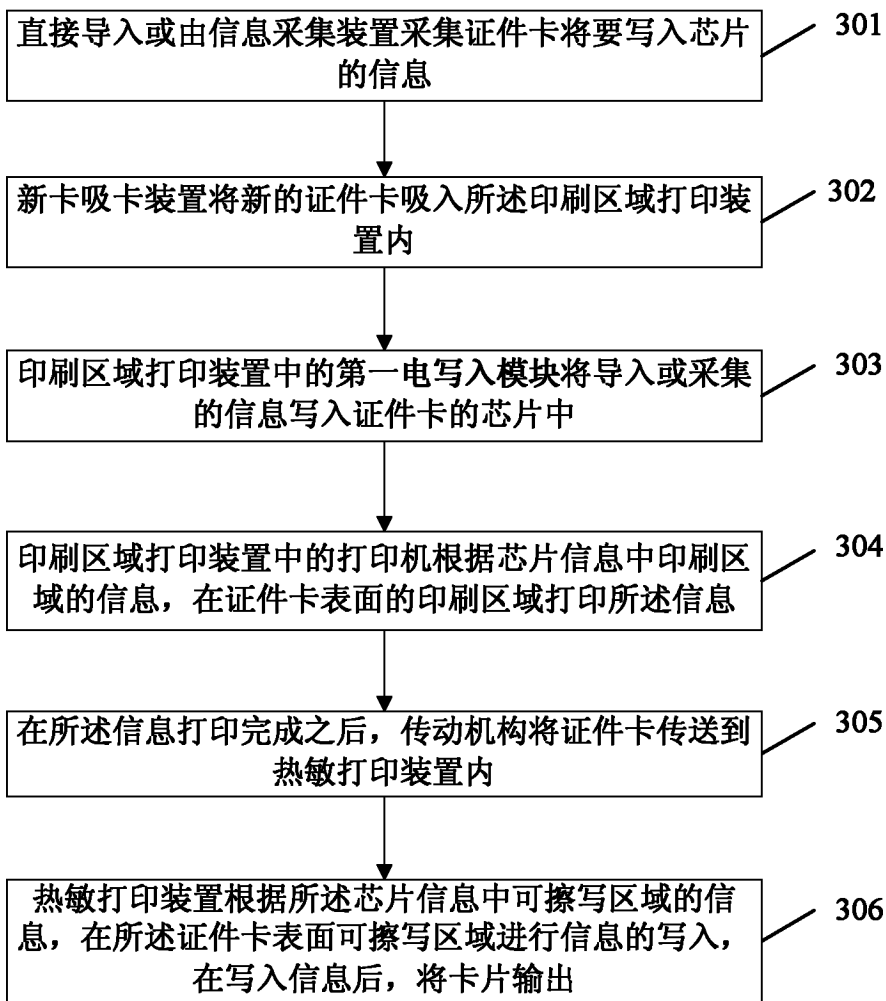 直接导入或由信息采集装置采集证件卡将要写入芯片
的信息
301
新卡吸卡装置将新的证件卡吸入所述印刷区域打印装
置内
302
印刷区域打印装置中的第一电写入模块将导入或采集
的信息写入证件卡的芯片中
303
印刷区域打印装置中的打印机根据芯片信息中印刷区
域的信息，在证件卡表面的印刷区域打印所述信息
304
在所述信息打印完成之后，传动机构将证件卡传送到
热敏打印装置内
305
热敏打印装置根据所述芯片信息中可擦写区域的信
息，在所述证件卡表面可擦写区域进行信息的写入，
在写入信息后，将卡片输出
306